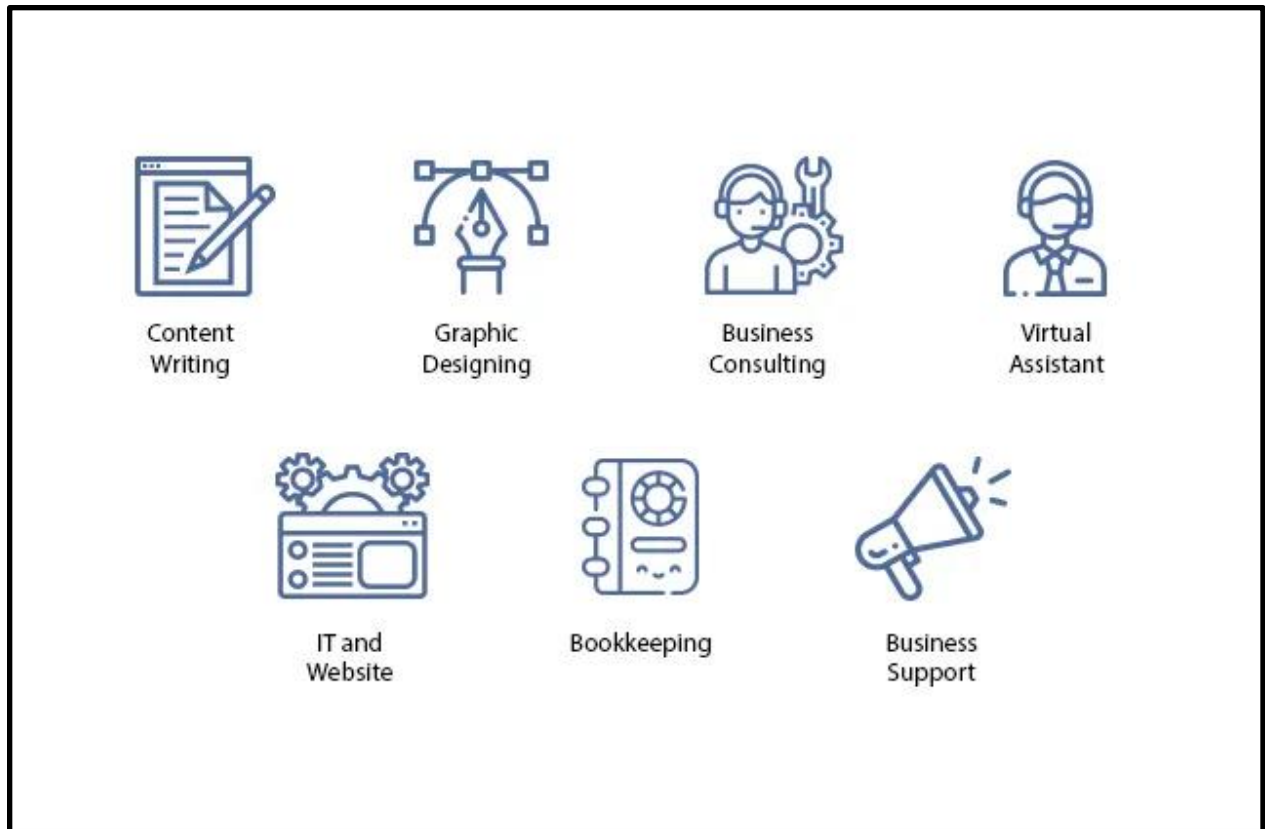 Content
Writing
Graphic
Designing
Business
Consulting
Virtual
Assistant
IT and
Website
Bookkeeping
Business
Support